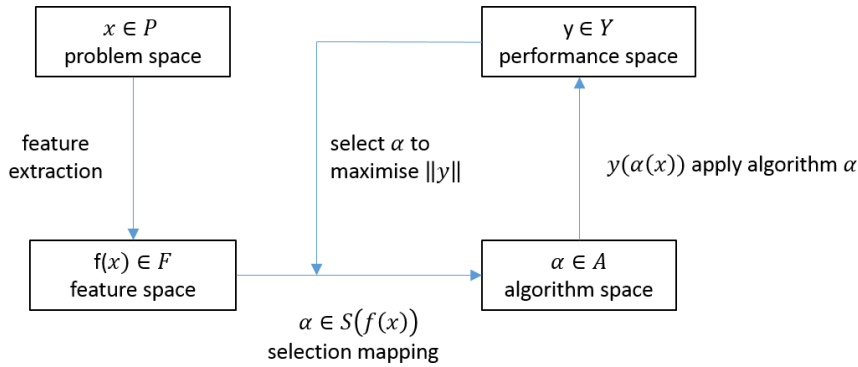 𝑥 ∈ 𝑃
problem space
y ∈ 𝑌
performance space
feature
extraction
select 𝛼 to
maximise ‖𝑦‖
𝑦(𝛼(𝑥)) apply algorithm 𝛼
f(𝑥) ∈ 𝐹
feature space
𝛼 ∈ 𝐴
algorithm space
𝛼 ∈ 𝑆(𝑓(𝑥))
selection mapping